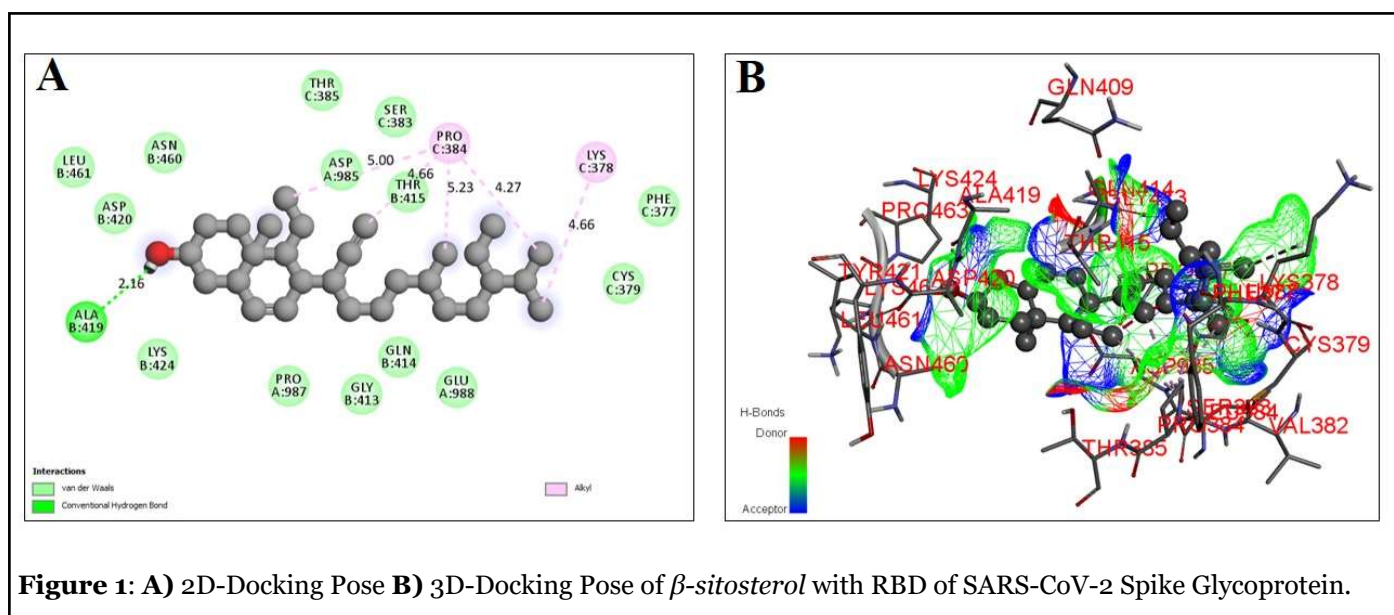 A
THR
C:385
SER
C:383
PRO
C:384
LYS
C:378
ASN
B:460
LEU
B:461
ASP
A:985
5.00
4.66
5.23
4.27
THR
B:415
4.66
PHE
C:377
ASP
B:420
2.16
CYS
C:379
ALA
B:419
LYS
B:424
PRO
A:987
GLY
B:413
GLN
B:414
GLU
A:988
Interactions
van der Waals
Conventional Hydrogen Bond
Alkyl
B
GLN409
LYS424
ALA419
PRO463
THR415
TYR421
ASP420
LEU461
ASN460
LYS378
CYS379
THR385
PRO384
VAL382
H-Bonds
Donor
Acceptor
Figure 1: A) 2D-Docking Pose B) 3D-Docking Pose of β-sitosterol with RBD of SARS-CoV-2 Spike Glycoprotein.